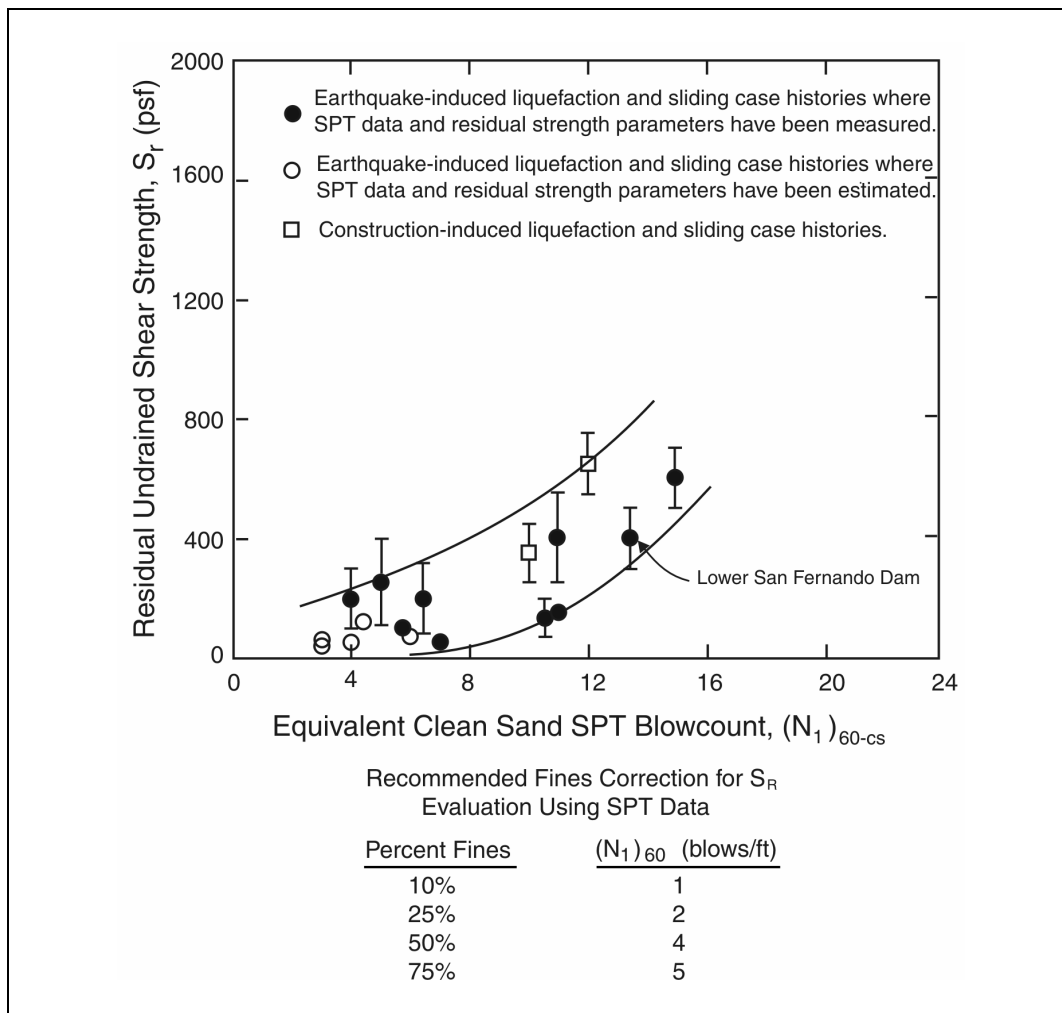 2000
1600
1200
800
400
0
Residual Undrained Shear Strength, Sr (psf)
Earthquake-induced liquefaction and sliding case histories where
SPT data and residual strength parameters have been measured.
Earthquake-induced liquefaction and sliding case histories where
SPT data and residual strength parameters have been estimated.
Construction-induced liquefaction and sliding case histories.
Lower San Fernando Dam
0 4 8 12 16 20 24
Equivalent Clean Sand SPT Blowcount, (N1)60-cs
Recommended Fines Correction for SR
Evaluation Using SPT Data
Percent Fines (N1)60 (blows/ft)
10% 1
25% 2
50% 4
75% 5